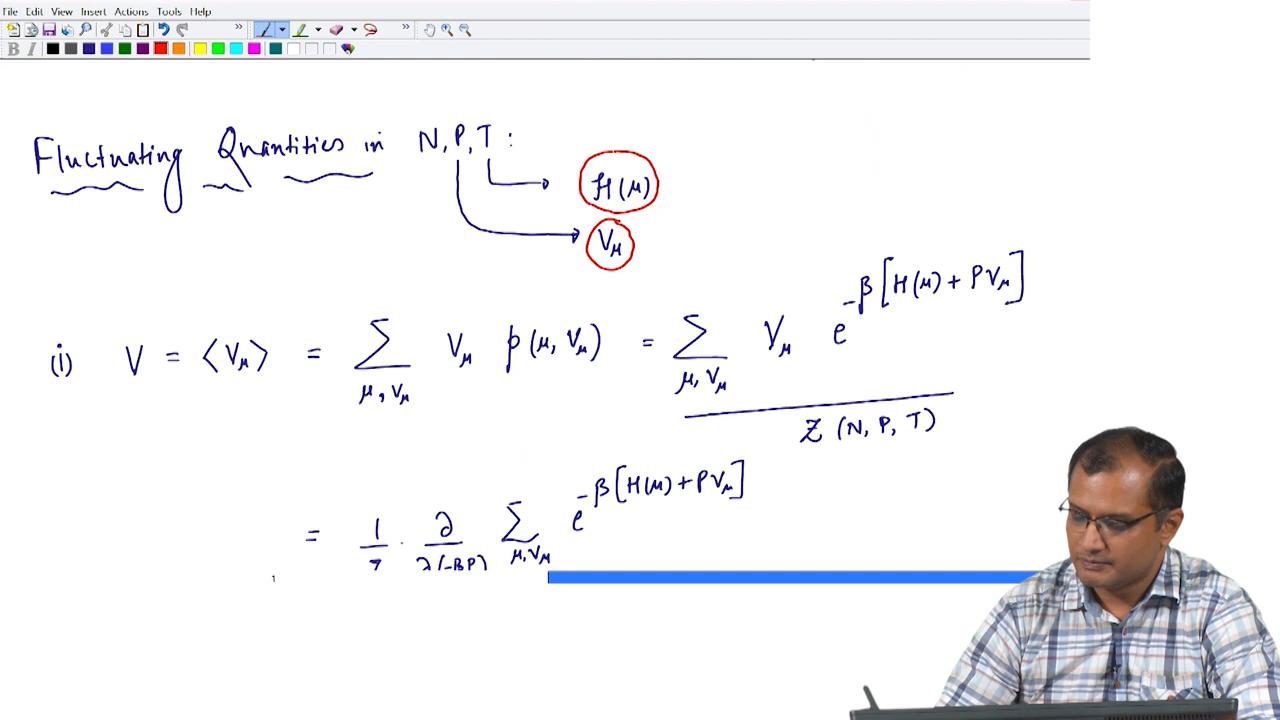 File Edit View Insert Actions Tools Help
Fluctuating Quantities in N, P, T :
H(μ)
V_μ
(i) V = ⟨V_μ⟩ = Σ_{μ, V_μ} V_μ p(μ, V_μ) = Σ_{μ, V_μ} V_μ e^{-β[H(μ) + PV_μ]} / Z (N, P, T)
= 1/Z · ∂/∂(-βP) Σ_{μ, V_μ} e^{-β[H(μ) + PV_μ]}
1